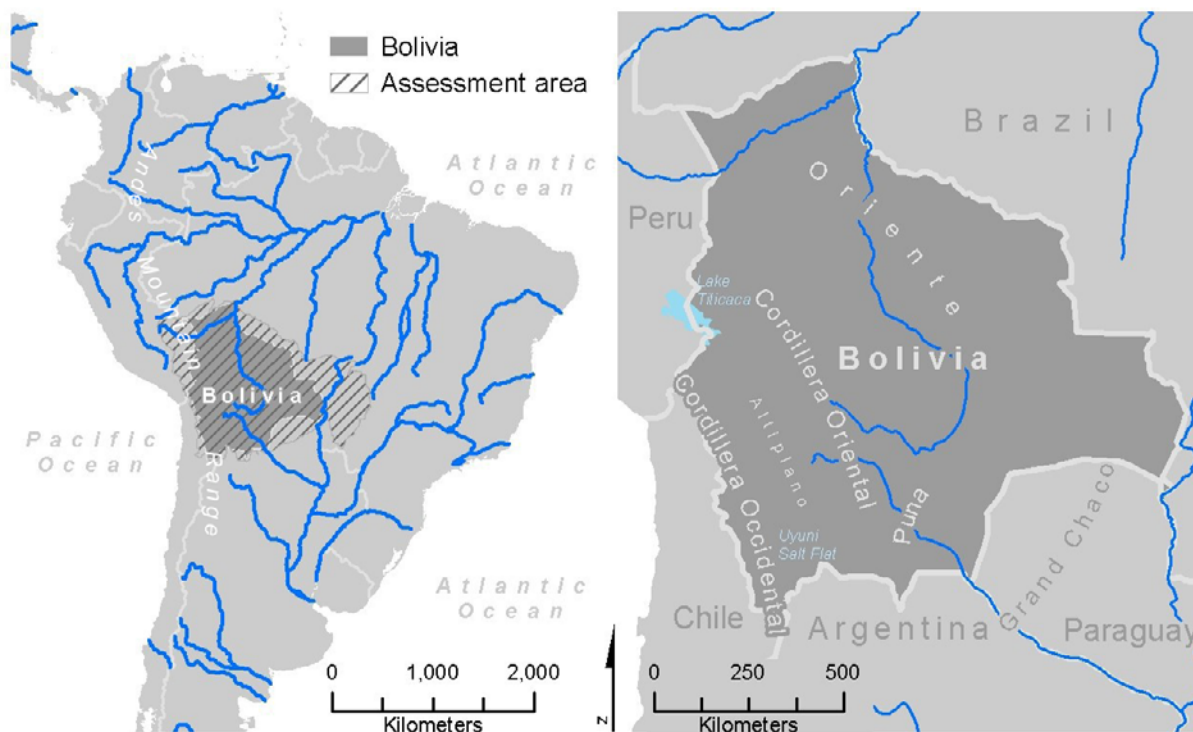 Bolivia
Assessment area
Atlantic
Ocean
Andes
Mountain
Range
Bolivia
Pacific
Ocean
Atlantic
Ocean
0 1,000 2,000
Kilometers
N
Brazil
Oriente
Peru
Lake
Titicaca
Cordillera Oriental
Bolivia
Cordillera Occidental
Altiplano
Puna
Uyuni
Salt Flat
Grand Chaco
Chile
Argentina
Paraguay
0 250 500
Kilometers